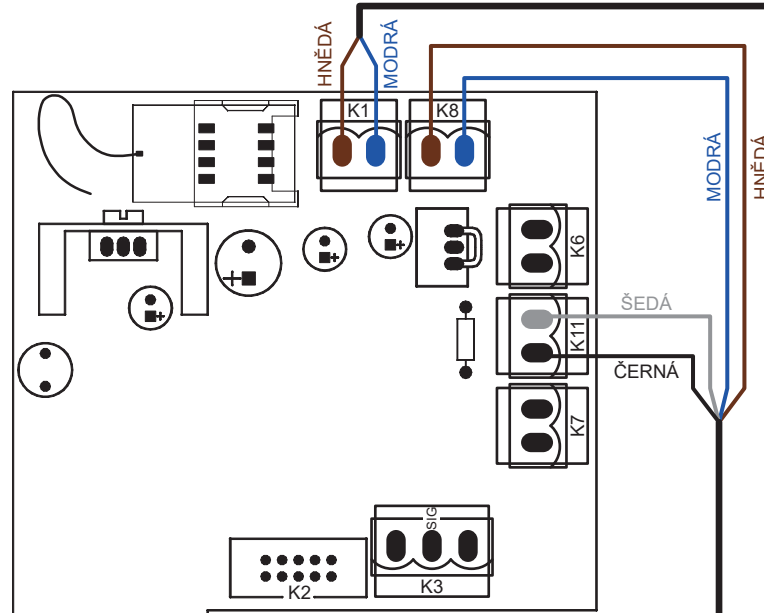 HNĚDÁ
MODRÁ
K1
K8
MODRÁ
HNĚDÁ
K6
ŠEDÁ
K11
ČERNÁ
K7
SIG
K2
K3